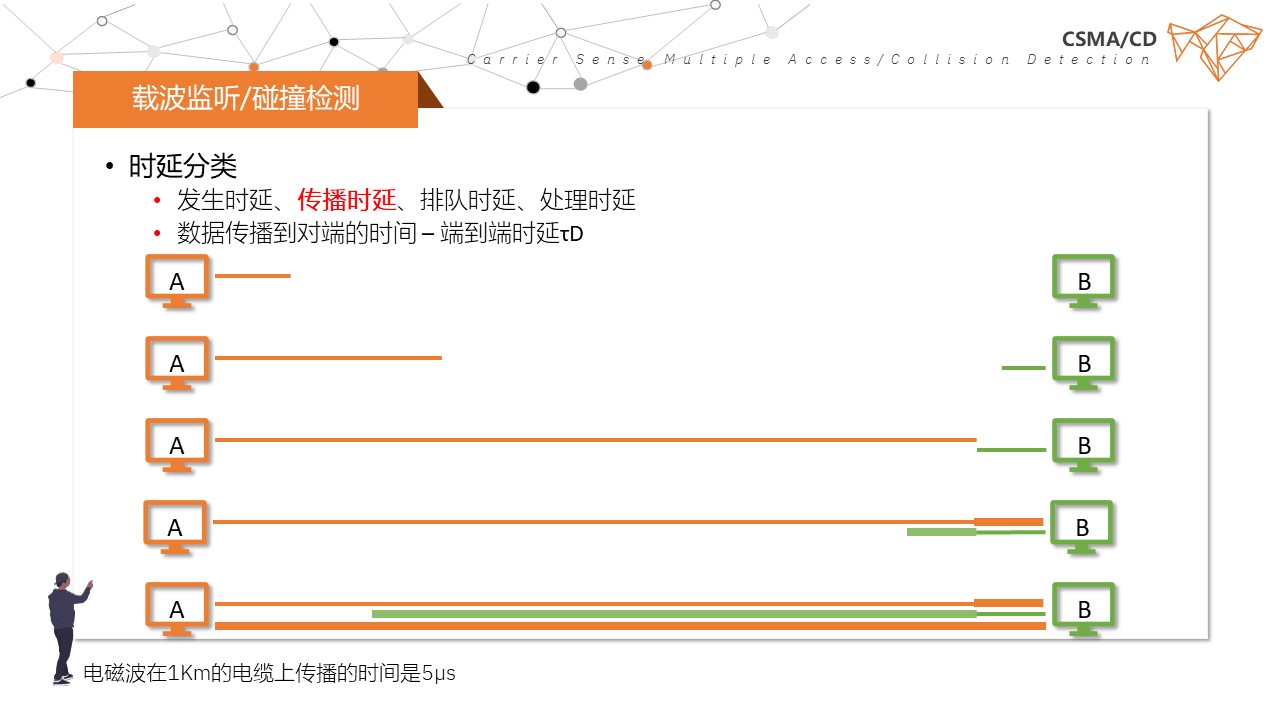 CSMA/CD
Carrier Sense Multiple Access/Collision Detection
载波监听/碰撞检测
• 时延分类
• 发生时延、传播时延、排队时延、处理时延
• 数据传播到对端的时间 – 端到端时延τD
A B
A B
A B
A B
A B
电磁波在1Km的电缆上传播的时间是5μs